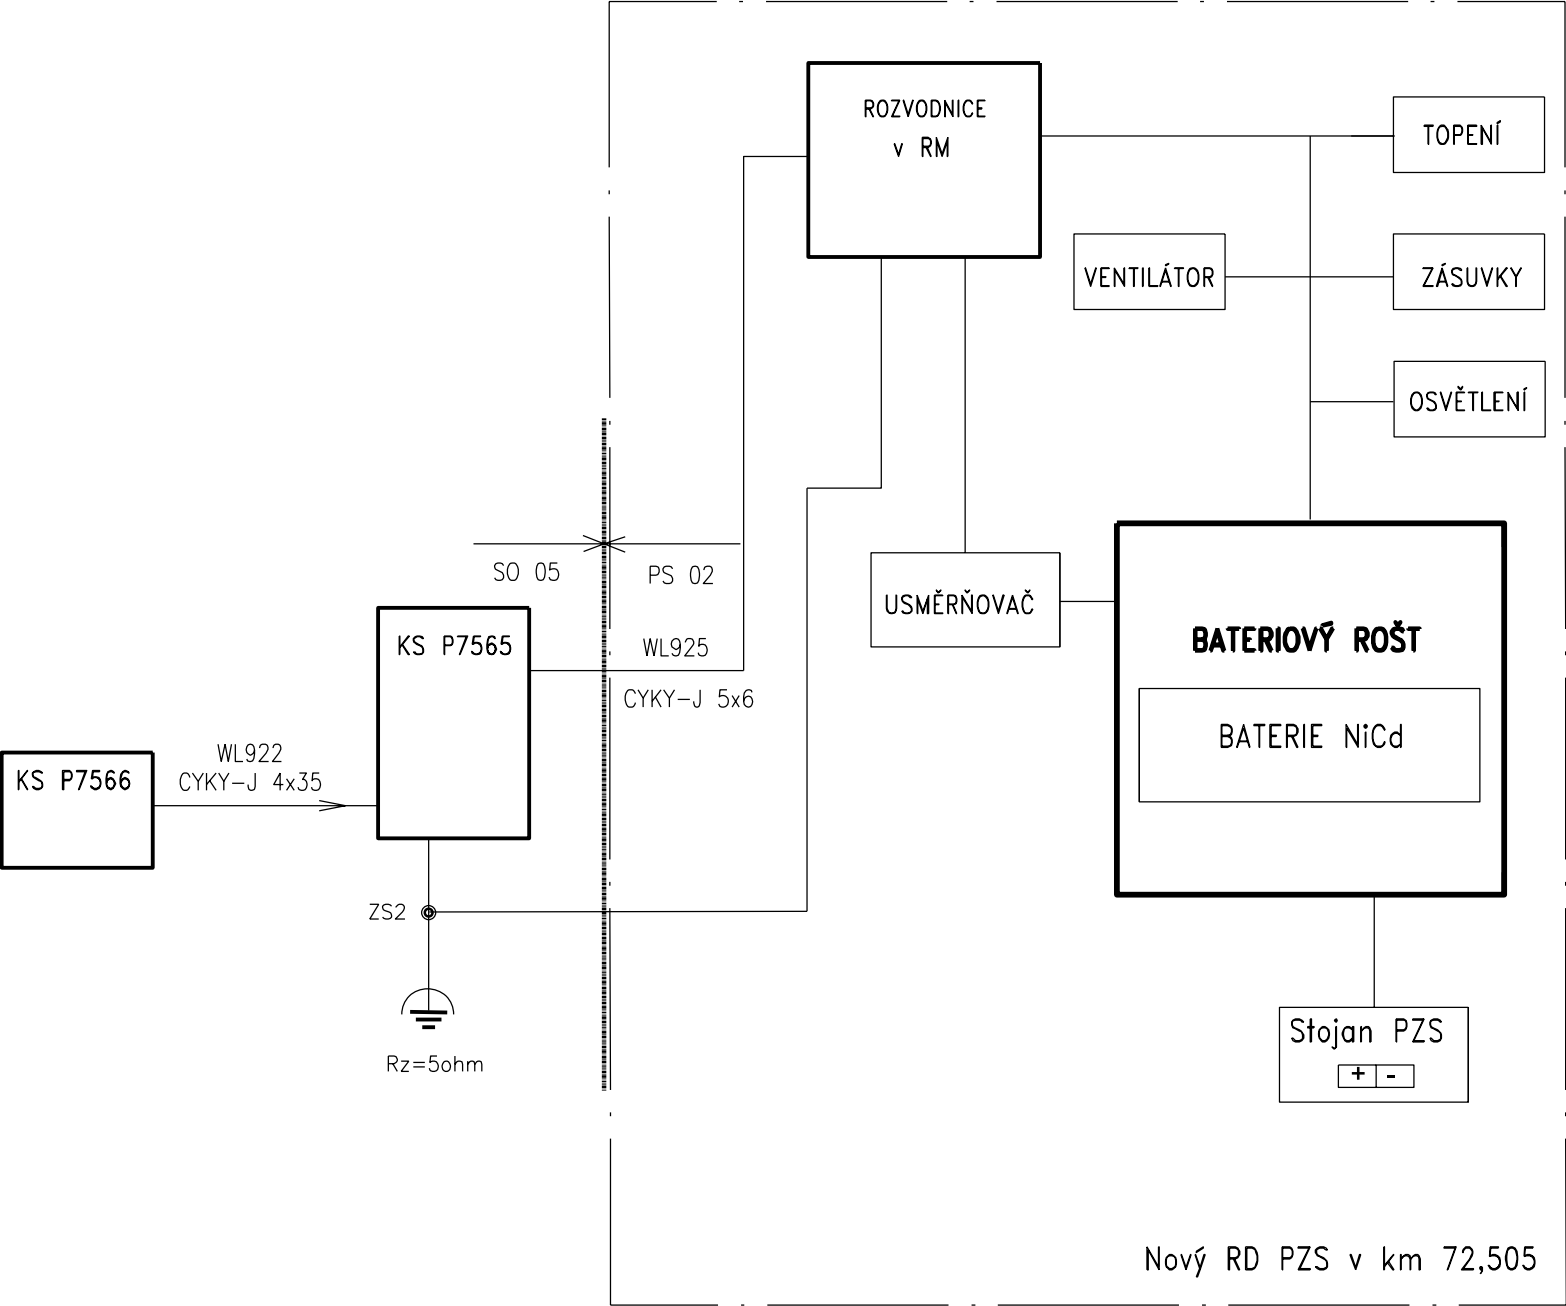 ROZVODNICE
v RM
TOPENÍ
VENTILÁTOR
ZÁSUVKY
OSVĚTLENÍ
SO 05
PS 02
USMĚRŇOVAČ
BATERIOVÝ ROŠT
BATERIE NiCd
KS P7565
WL925
CYKY-J 5x6
WL922
CYKY-J 4x35
KS P7566
ZS2
Rz=5ohm
Stojan PZS
+ -
Nový RD PZS v km 72,505